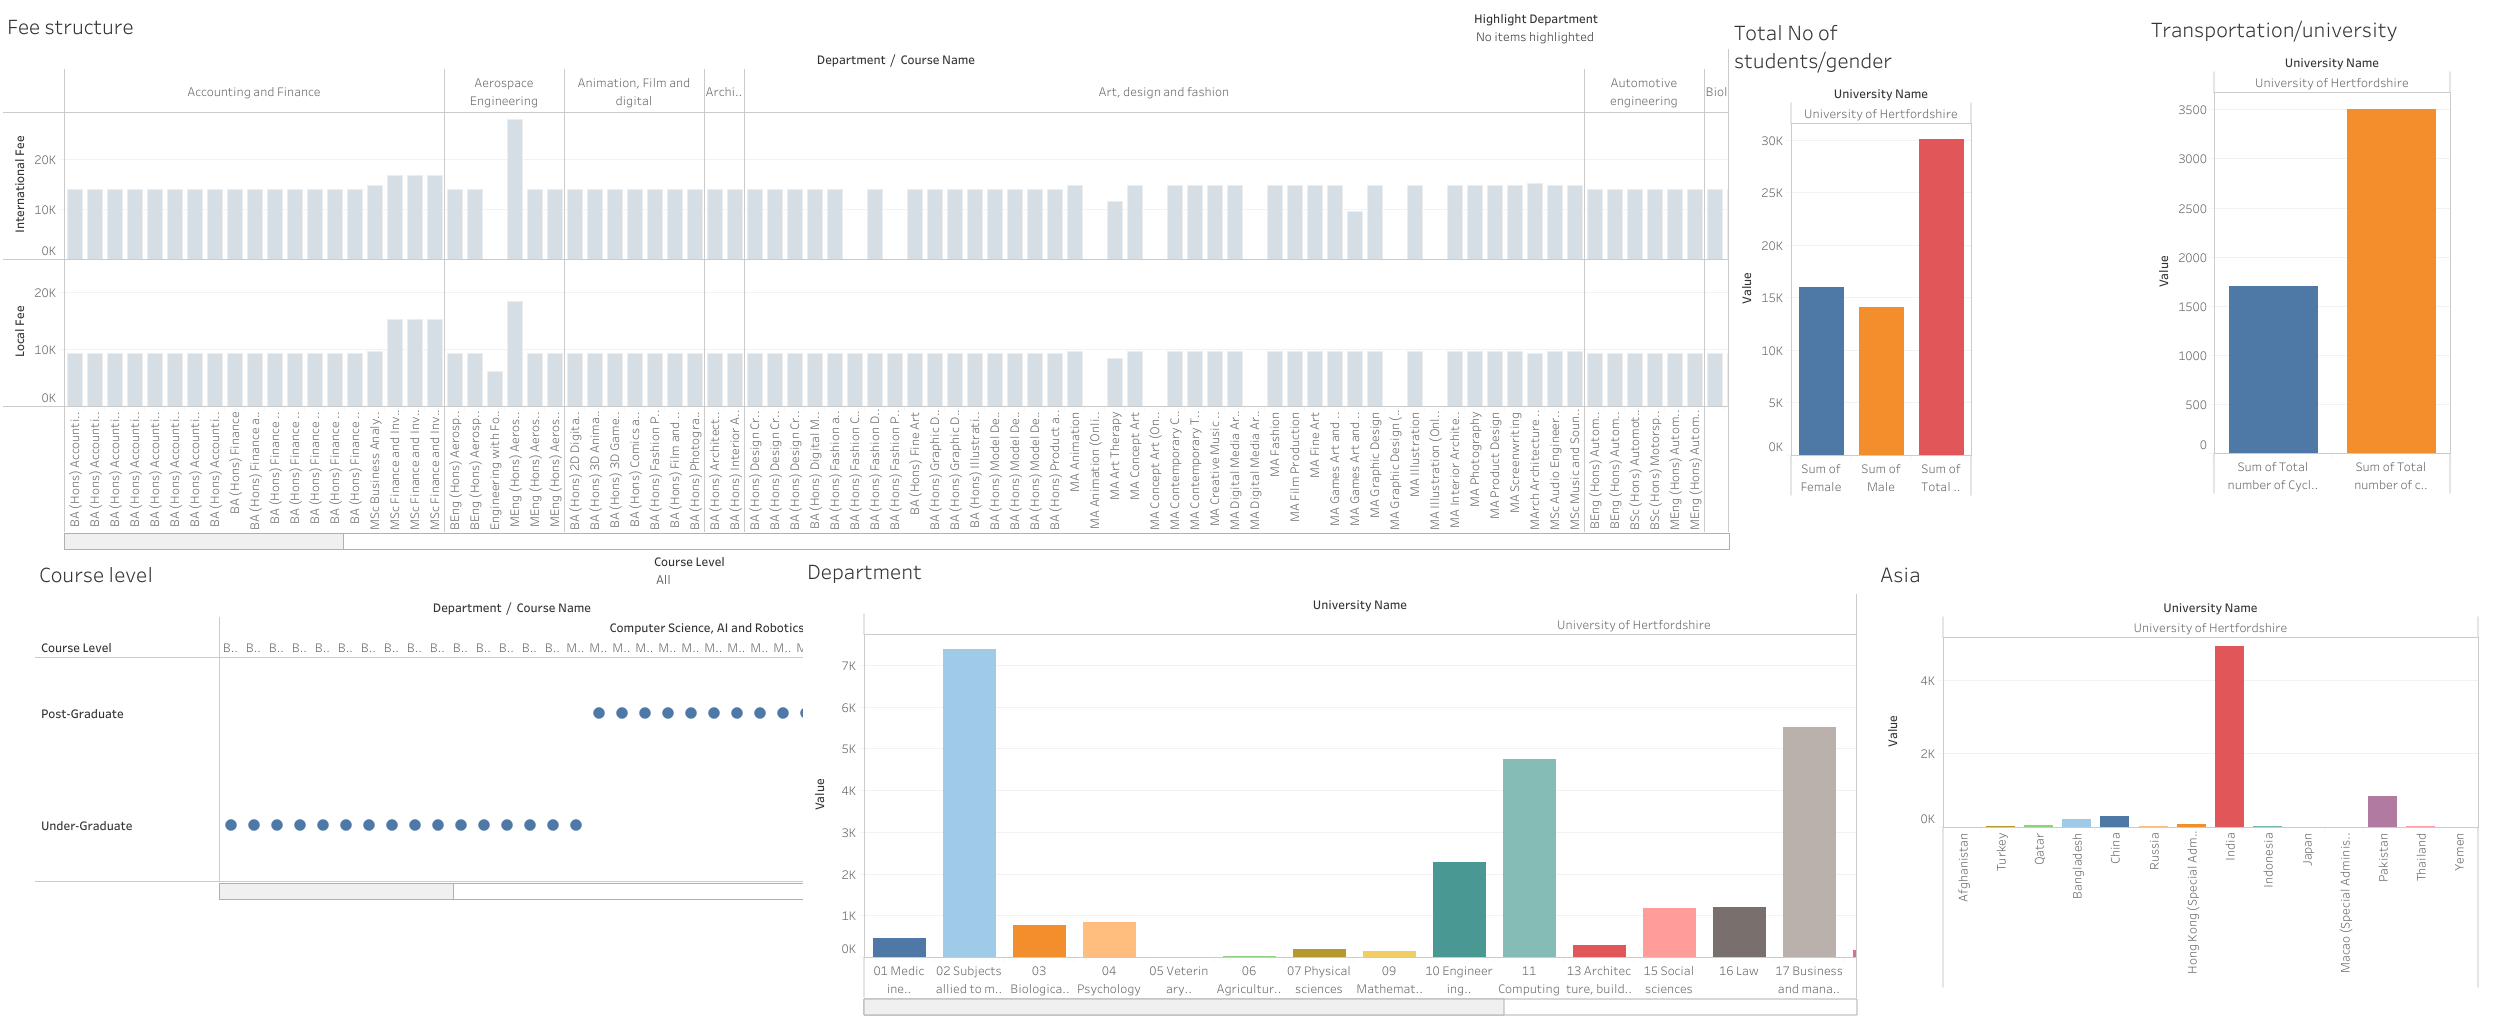 Fee structure
Highlight Department
No items highlighted
Department / Course Name
Accounting and Finance
Aerospace
Engineering
Animation, Film and
digital
Archi..
Art, design and fashion
Automotive
engineering
Biol
International Fee
20K
10K
0K
Local Fee
20K
10K
0K
BA (Hons) Accounti..
BA (Hons) Accounti..
BA (Hons) Accounti..
BA (Hons) Accounti..
BA (Hons) Accounti..
BA (Hons) Accounti..
BA (Hons) Accounti..
BA (Hons) Accounti..
BA (Hons) Finance
BA (Hons) Finance a..
BA (Hons) Finance ..
BA (Hons) Finance ..
BA (Hons) Finance ..
BA (Hons) Finance ..
BA (Hons) Finance ..
MSc Business Analy..
MSc Finance and Inv..
MSc Finance and Inv..
MSc Finance and Inv..
BEng (Hons) Aerosp..
BEng (Hons) Aerosp..
Engineering with Fo..
MEng (Hons) Aeros..
MEng (Hons) Aeros..
MEng (Hons) Aeros..
BA (Hons) 2D Digita..
BA (Hons) 3D Anima..
BA (Hons) 3D Game..
BA (Hons) Comics a..
BA (Hons) Fashion P..
BA (Hons) Film and ..
BA (Hons) Photogra..
BA (Hons) Architect..
BA (Hons) Interior A..
BA (Hons) Design Cr..
BA (Hons) Design Cr..
BA (Hons) Design Cr..
BA (Hons) Digital M..
BA (Hons) Fashion a..
BA (Hons) Fashion C..
BA (Hons) Fashion D..
BA (Hons) Fashion P..
BA (Hons) Fine Art
BA (Hons) Graphic D..
BA (Hons) Graphic D..
BA (Hons) Illustrati..
BA (Hons) Model De..
BA (Hons) Model De..
BA (Hons) Model De..
BA (Hons) Product a..
MA Animation
MA Animation (Onli..
MA Art Therapy
MA Concept Art
MA Concept Art (On..
MA Contemporary C..
MA Contemporary T..
MA Creative Music ..
MA Digital Media Ar..
MA Digital Media Ar..
MA Fashion
MA Film Production
MA Fine Art
MA Games Art and ..
MA Games Art and ..
MA Graphic Design
MA Graphic Design (..
MA Illustration
MA Illustration (Onl..
MA Interior Archite..
MA Photography
MA Product Design
MA Screenwriting
MArch Architecture ..
MSc Audio Engineer..
MSc Musi c and Soun..
BEng (Hons) Autom..
BEng (Hons) Autom..
BSc (Hons) Automot..
BSc (Hons) Motorsp..
MEng (Hons) Autom..
MEng (Hons) Autom..
Total No of
students/gender
University Name
University of Hertfordshire
Value
30K
25K
20K
15K
10K
5K
0K
Sum of
Female
Sum of
Male
Sum of
Total ..
Transportation/university
University Name
University of Hertfordshire
Value
3500
3000
2500
2000
1500
1000
500
0
Sum of Total
number of Cycl..
Sum of Total
number of c..
Course level
Course Level
All
Department / Course Name
Computer Science, AI and Robotics
Course Level
B.. B.. B.. B.. B.. B.. B.. B.. B.. B.. B.. B.. B.. B.. B.. M.. M.. M.. M.. M.. M.. M.. M.. M.. M.. M
Post-Graduate
Under-Graduate
Department
University Name
University of Hertfordshire
Value
7K
6K
5K
4K
3K
2K
1K
0K
01 Medic
ine..
02 Subjects
allied to m..
03
Biologica..
04
Psychology
05 Veterin
ary..
06
Agricultur..
07 Physical
sciences
09
Mathemat..
10 Engineer
ing..
11
Computing
13 Architec
ture, build..
15 Social
sciences
16 Law
17 Business
and mana..
Asia
University Name
University of Hertfordshire
Value
4K
2K
0K
Afghanistan
Turkey
Qatar
Bangladesh
China
Russia
Hong Kong (Special Adm..
India
Indonesia
Japan
Macao (Special Adminis..
Pakistan
Thailand
Yemen